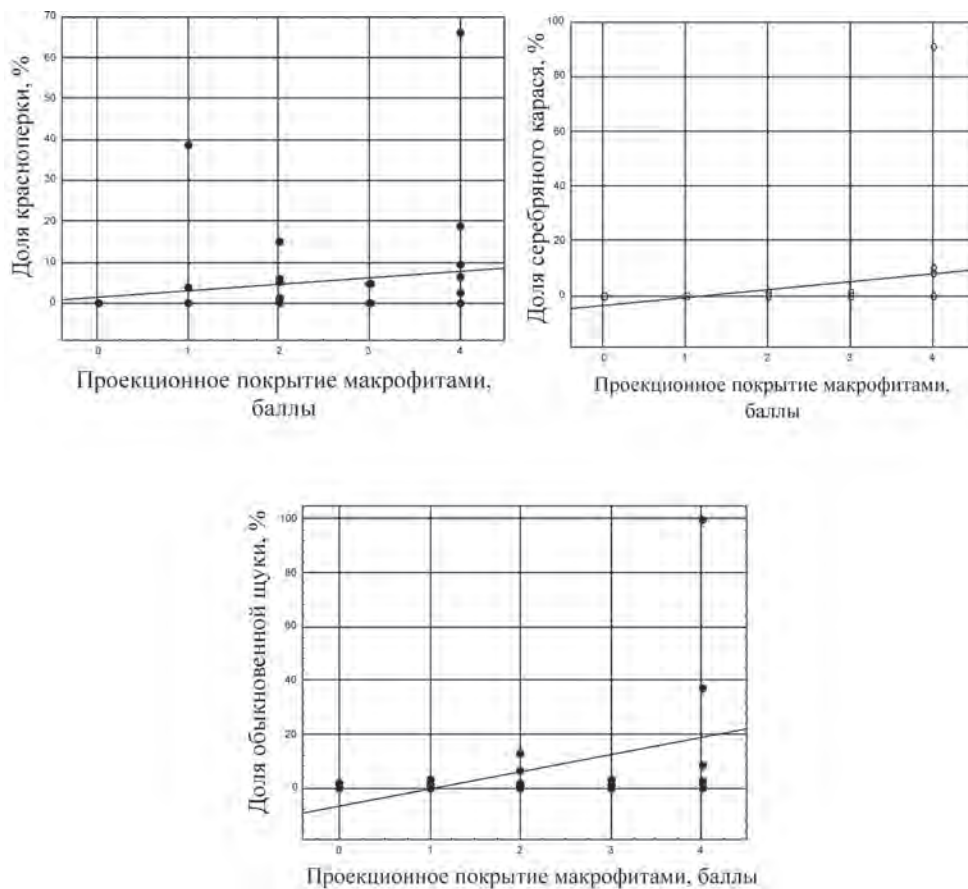 70
60
50
40
30
20
10
0
Доля красноперки, %
0 1 2 3 4
Проекционное покрытие макрофитами,
баллы
100
80
60
40
20
0
Доля серебряного карася, %
0 1 2 3 4
Проекционное покрытие макрофитами,
баллы
100
80
60
40
20
0
Доля обыкновенной щуки, %
0 1 2 3 4
Проекционное покрытие макрофитами, баллы